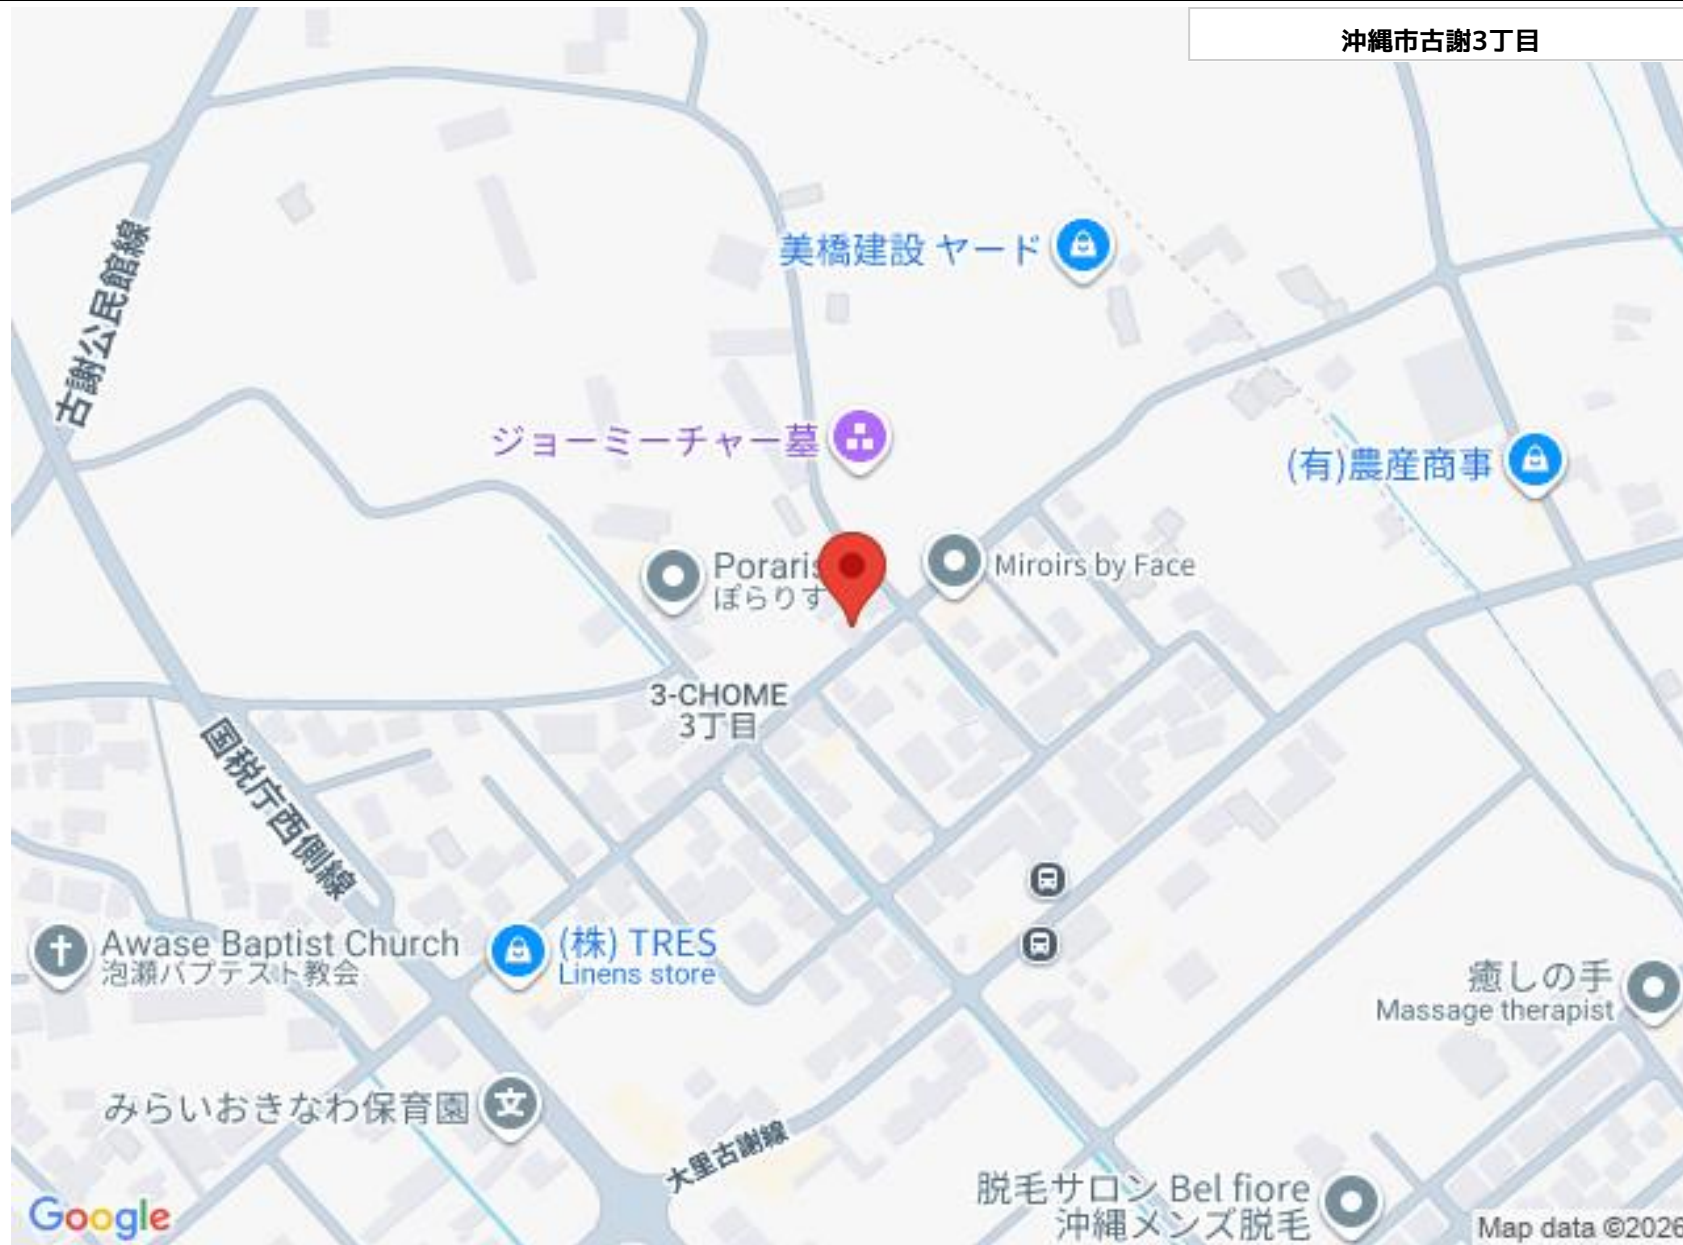 沖縄市古謝3丁目
古謝公民館線
美橋建設 ヤード
ジョーミーチャー墓
(有)農産商事
Poraris
ぽらりす
Miroirs by Face
3-CHOME
3丁目
国税庁西側線
Awase Baptist Church
泡瀬バプテスト教会
(株) TRES
Linens store
癒しの手
Massage therapist
みらいおきなわ保育園
大里古謝線
脱毛サロン Bel fiore
沖縄メンズ脱毛
Google
Map data ©2026